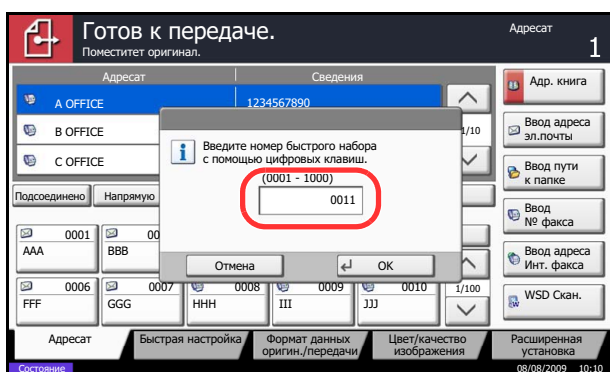 Готов к передаче.
Поместитет оригинал.
Адресат
1
Адресат
Сведения
A OFFICE
1234567890
B OFFICE
C OFFICE
1/10
Введите номер быстрого набора
с помощью цифровых клавиш.
(0001 - 1000)
0011
Отмена
OK
Подсоединено
Напрямую
0001
AAA
00
BBB
0006
FFF
0007
GGG
0008
HHH
0009
III
0010
JJJ
1/100
Адр. книга
Ввод адреса
эл.почты
Ввод пути
к папке
Ввод
№ факса
Ввод адреса
Инт. факса
WSD Скан.
Адресат
Быстрая настройка
Формат данных
оригин./передачи
Цвет/качество
изображения
Расширенная
установка
Состояние
08/08/2009 10:10